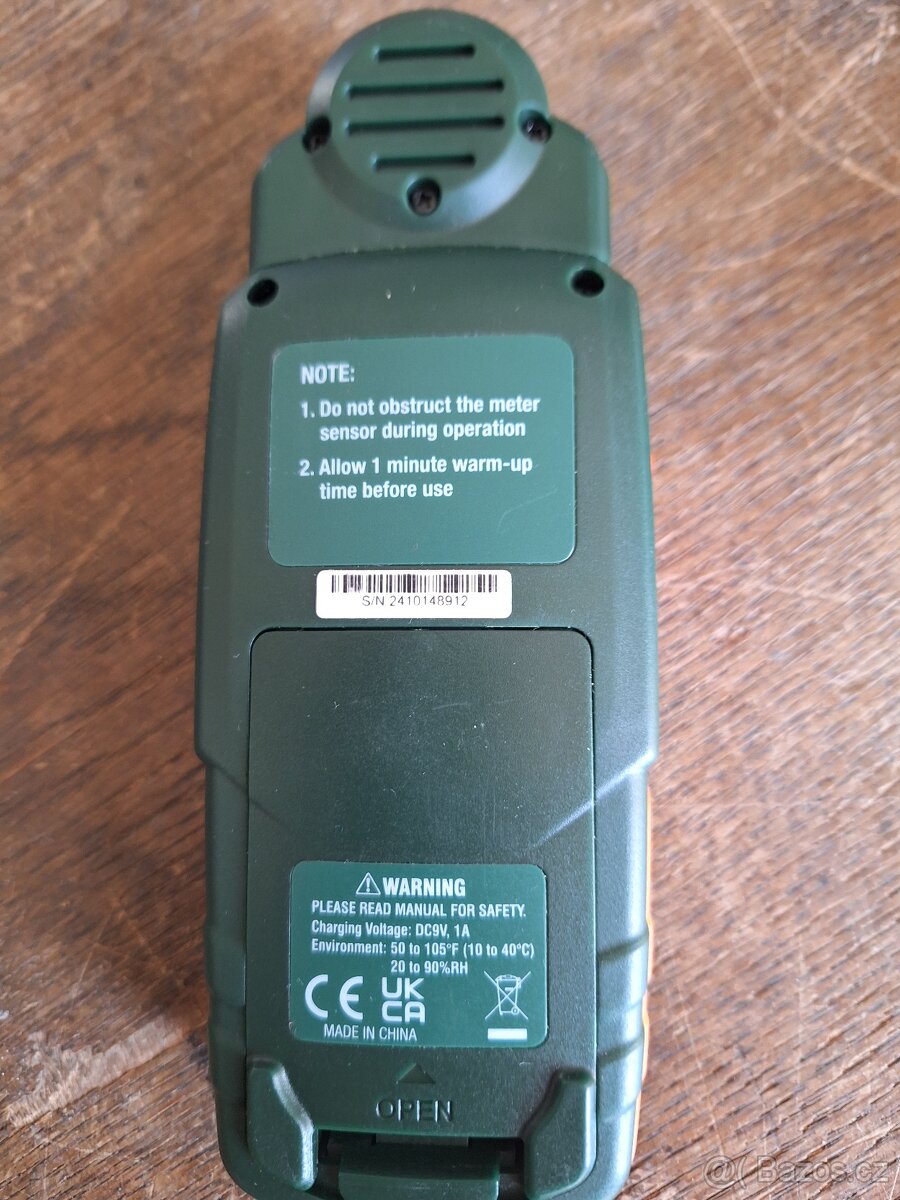 NOTE:
1. Do not obstruct the meter
sensor during operation
2. Allow 1 minute warm-up
time before use
S/N 2410148912
⚠ WARNING
PLEASE READ MANUAL FOR SAFETY.
Charging Voltage: DC9V, 1A
Environment: 50 to 105°F (10 to 40°C)
20 to 90%RH
CE UK
CA
MADE IN CHINA
OPEN
Bazos.cz